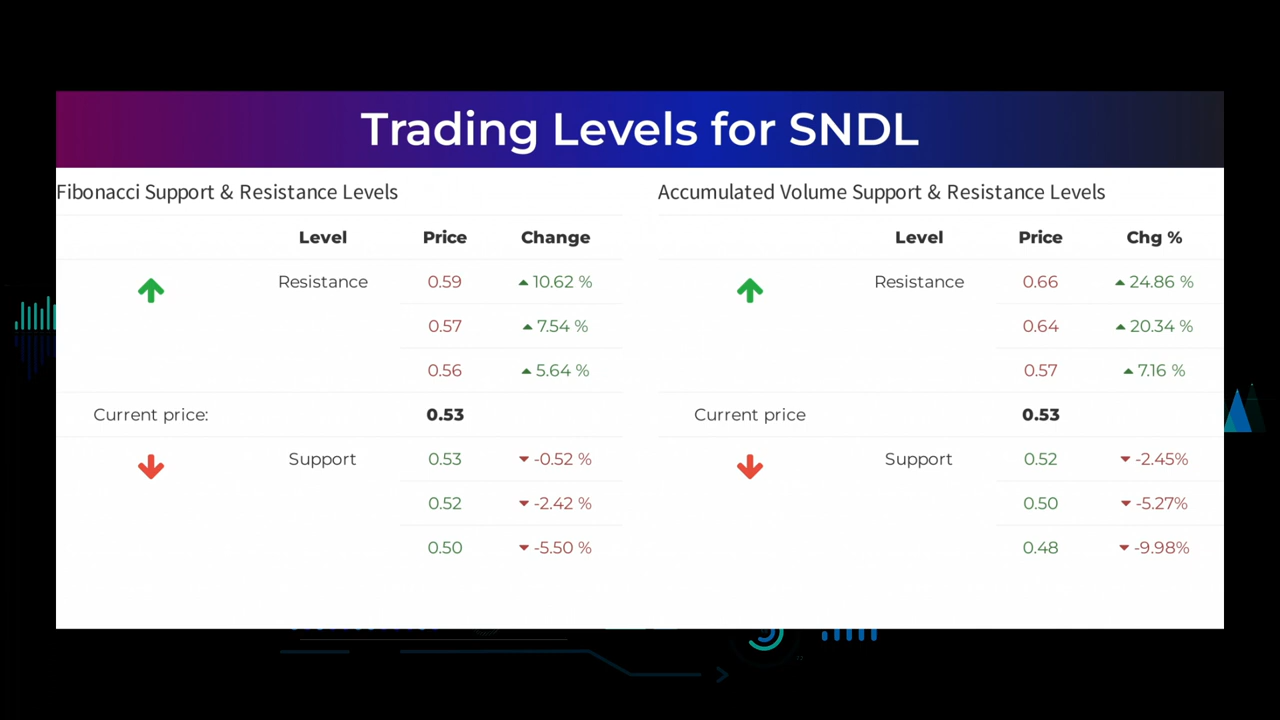 Trading Levels for SNDL
Fibonacci Support & Resistance Levels
Level Price Change
Resistance 0.59 10.62 %
0.57 7.54 %
0.56 5.64 %
Current price: 0.53
Support 0.53 -0.52 %
0.52 -2.42 %
0.50 -5.50 %
Accumulated Volume Support & Resistance Levels
Level Price Chg %
Resistance 0.66 24.86 %
0.64 20.34 %
0.57 7.16 %
Current price 0.53
Support 0.52 -2.45%
0.50 -5.27%
0.48 -9.98%